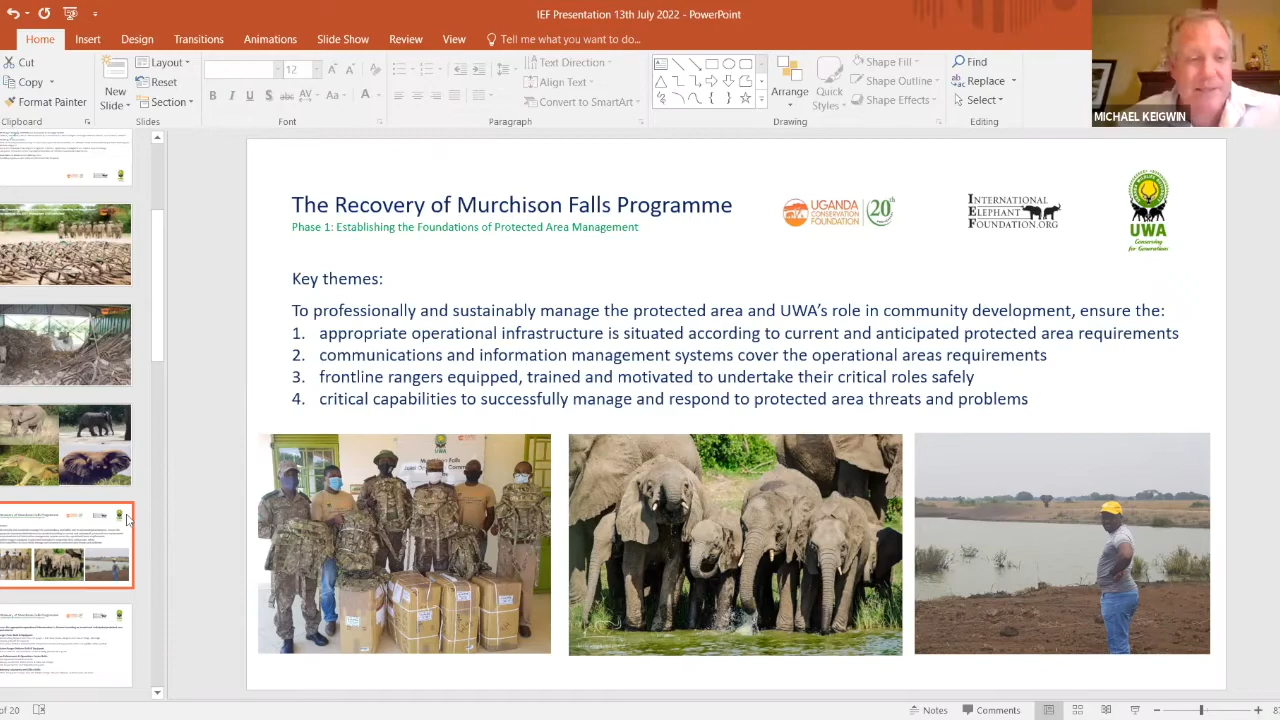 IEF Presentation 13th July 2022 - PowerPoint
Home Insert Design Transitions Animations Slide Show Review View Tell me what you want to do...
Cut
Copy
Format Painter
New
Slide
Layout
Reset
Section
12
B I U S abc AV Aa A
Text Direction
Align Text
Convert to SmartArt
Arrange
Quick
Styles
Shape Fill
Shape Outline
Shape Effects
Find
Replace
Select
Slides Font Paragraph Drawing Editing
MICHAEL KEIGWIN
The Recovery of Murchison Falls Programme
Phase 1: Establishing the Foundations of Protected Area Management
UGANDA
CONSERVATION
FOUNDATION
20th
INTERNATIONAL
ELEPHANT
FOUNDATION.ORG
UWA
Conserving
for Generations
Key themes:
To professionally and sustainably manage the protected area and UWA's role in community development, ensure the:
1. appropriate operational infrastructure is situated according to current and anticipated protected area requirements
2. communications and information management systems cover the operational areas requirements
3. frontline rangers equipped, trained and motivated to undertake their critical roles safely
4. critical capabilities to successfully manage and respond to protected area threats and problems
of 20
Notes
Comments